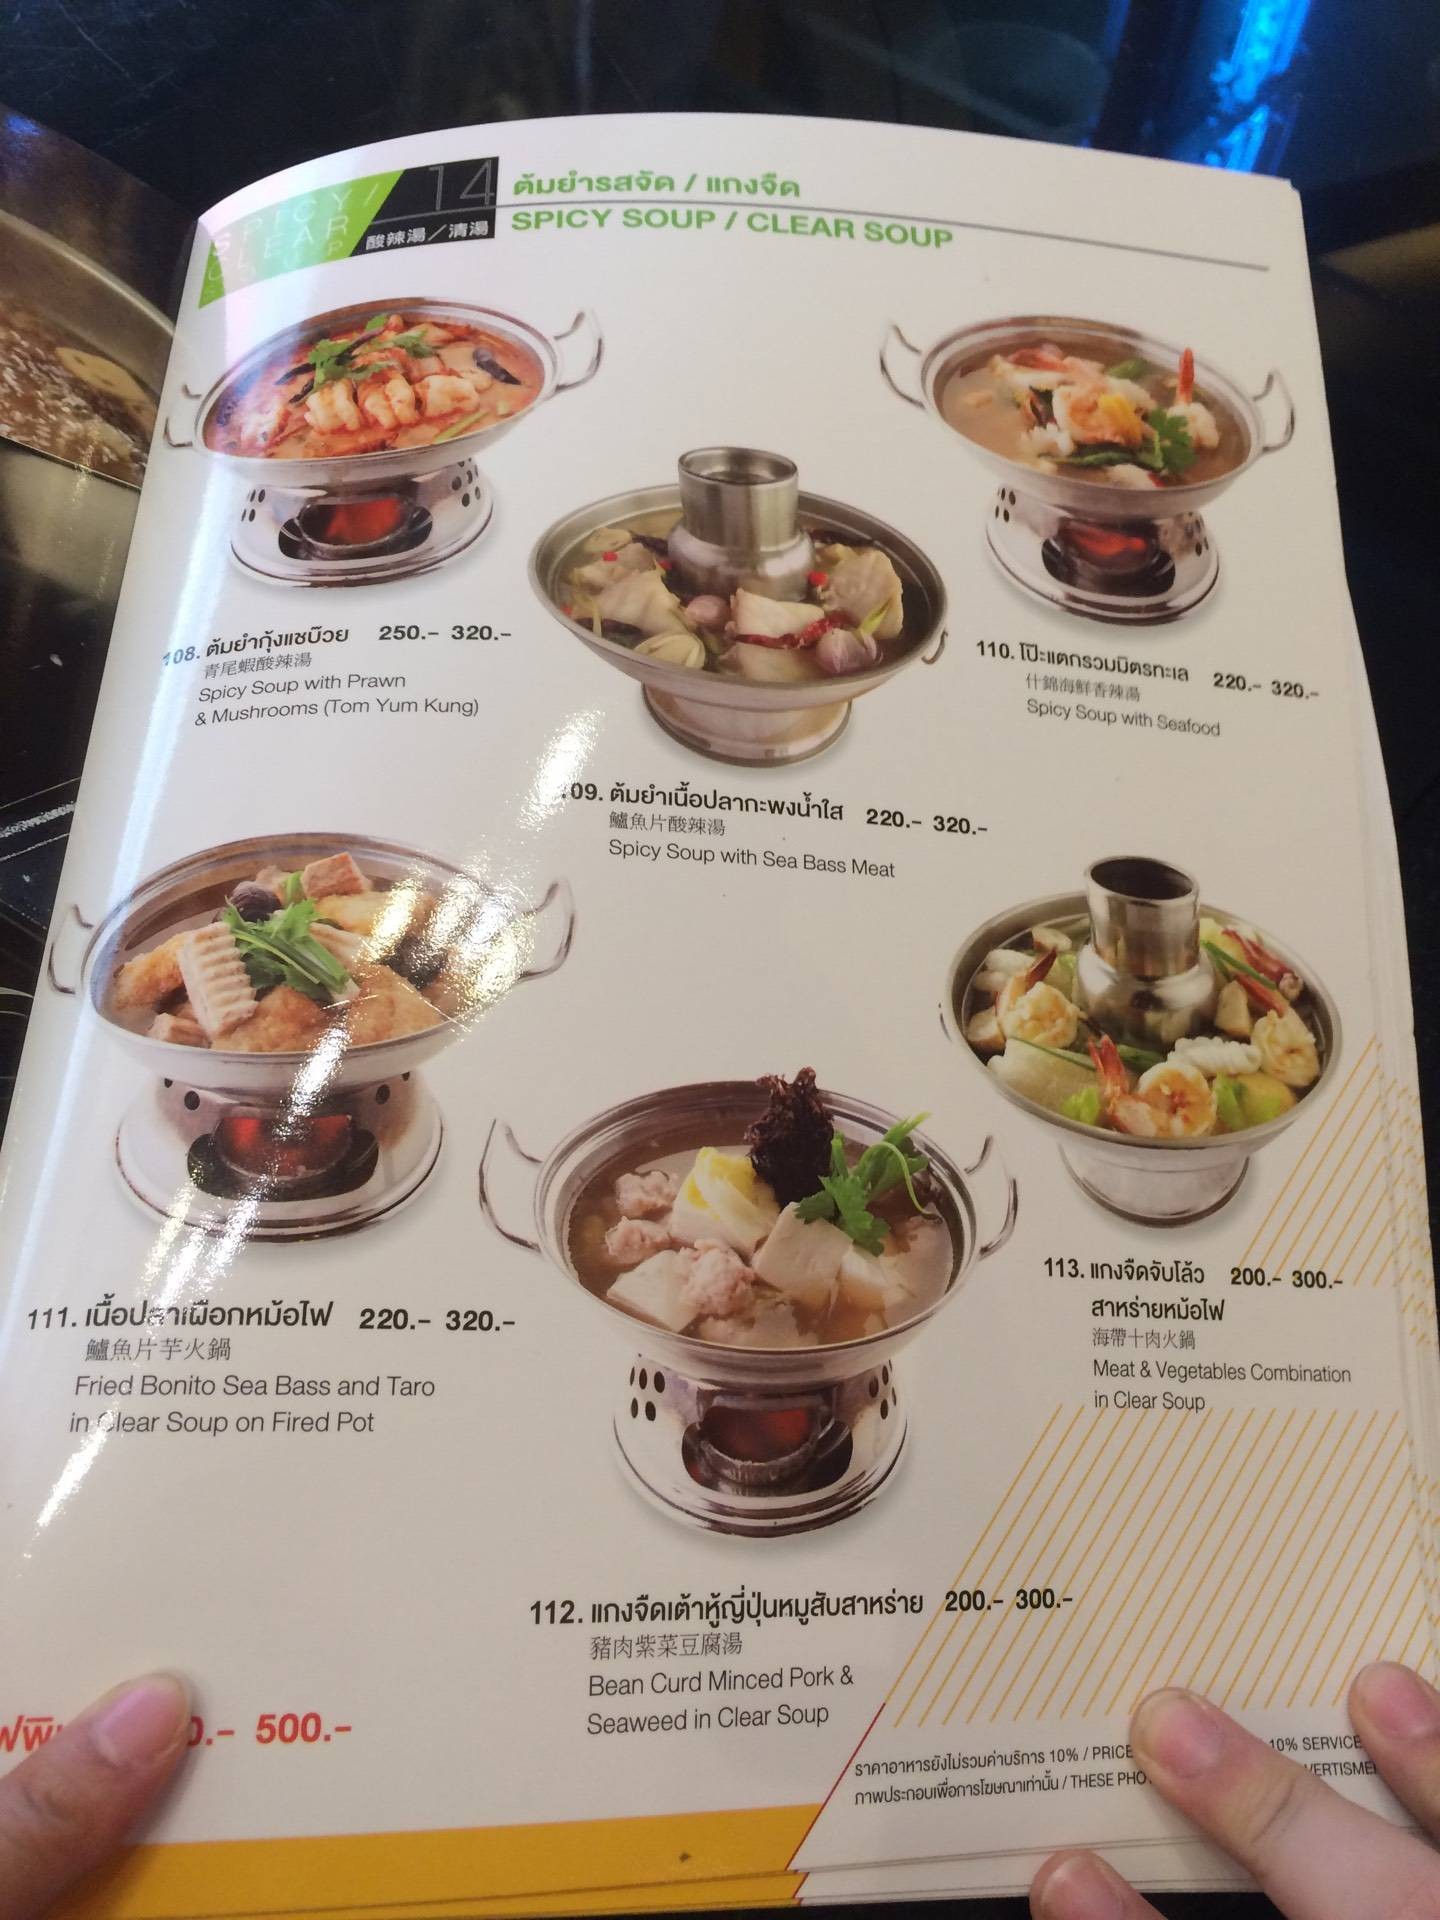 SPICY/
CLEAR
SOUP
14
酸辣湯／清湯
ต้มยำรสจัด / แกงจืด
SPICY SOUP / CLEAR SOUP
108. ต้มยำกุ้งแชบ๊วย 250.- 320.-
青尾蝦酸辣湯
Spicy Soup with Prawn
& Mushrooms (Tom Yum Kung)
110. โป๊ะแตกรวมมิตรทะเล 220.- 320.-
什錦海鮮香辣湯
Spicy Soup with Seafood
109. ต้มยำเนื้อปลากะพงน้ำใส 220.- 320.-
鱸魚片酸辣湯
Spicy Soup with Sea Bass Meat
111. เนื้อปลาเผือกหม้อไฟ 220.- 320.-
鱸魚片芋火鍋
Fried Bonito Sea Bass and Taro
in Clear Soup on Fired Pot
113. แกงจืดจับโล้ว 200.- 300.-
สาหร่ายหม้อไฟ
海帶什肉火鍋
Meat & Vegetables Combination
in Clear Soup
112. แกงจืดเต้าหู้ญี่ปุ่นหมูสับสาหร่าย 200.- 300.-
豬肉紫菜豆腐湯
Bean Curd Minced Pork &
Seaweed in Clear Soup
500.-
ราคาอาหารยังไม่รวมค่าบริการ 10% / PRICE 10% SERVICE
ภาพประกอบเพื่อการโฆษณาเท่านั้น / THESE